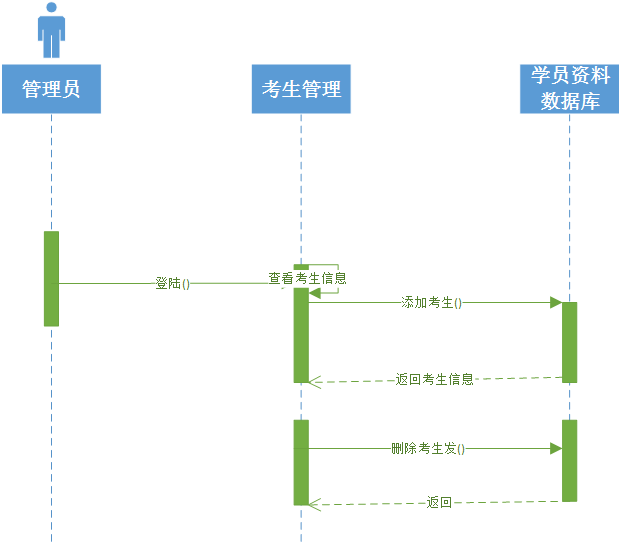 管理员
考生管理
学员资料
数据库
查看考生信息
登陆()
添加考生()
返回考生信息
删除考生发()
返回